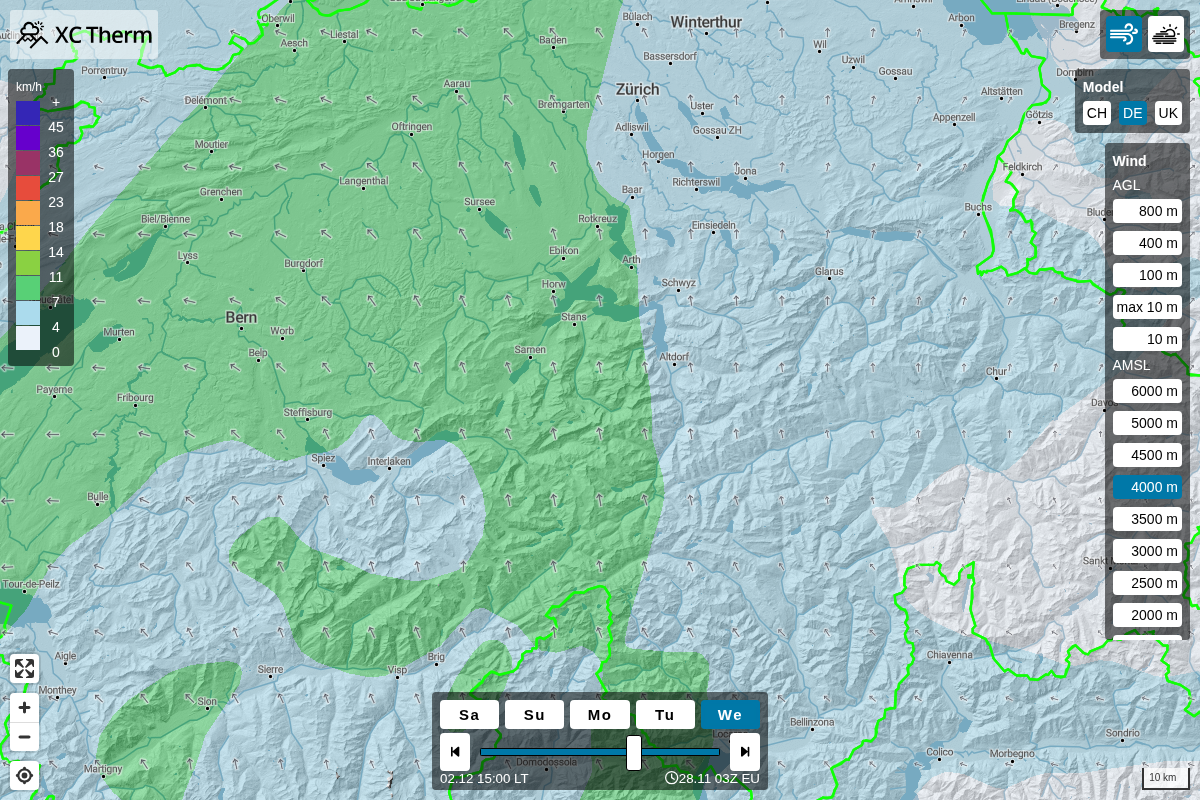 XC Therm
km/h
+
45
36
27
23
18
14
11
7
4
0
Model
CH DE UK
Wind
AGL
800 m
400 m
100 m
max 10 m
10 m
AMSL
6000 m
5000 m
4500 m
4000 m
3500 m
3000 m
2500 m
2000 m
Oberwil
Aesch
Liestal
Baden
Bülach
Winterthur
Arbon
Bregenz
Wil
Uzwil
Gossau
Dornbirn
Porrentruy
Delémont
Aarau
Bremgarten
Bassersdorf
Zürich
Uster
Altstätten
Götzis
Appenzell
Oftringen
Adliswil
Gossau ZH
Moutier
Horgen
Feldkirch
Langenthal
Grenchen
Sursee
Baar
Richterswil
Jona
Buchs
Biel/Bienne
Rotkreuz
Einsiedeln
Lyss
Burgdorf
Ebikon
Arth
Glarus
Horw
Schwyz
Bern
Stans
Murten
Worb
Belp
Sarnen
Altdorf
Chur
Payerne
Fribourg
Steffisburg
Spiez
Interlaken
Bulle
Tour-de-Peilz
Aigle
Sierre
Visp
Brig
Monthey
Sion
Martigny
Chiavenna
Bellinzona
Domodossola
Colico
Morbegno
Sondrio
Sa Su Mo Tu We
02.12 15:00 LT
28.11 03Z EU
10 km